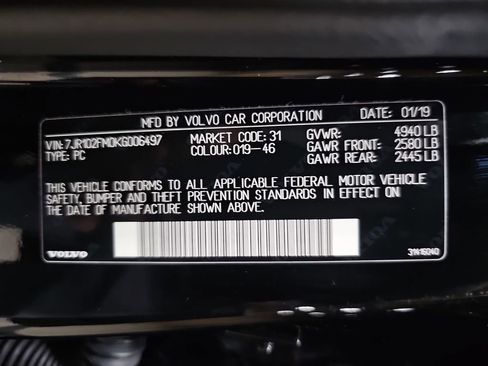 MFD BY VOLVO CAR CORPORATION DATE: 01/19
VIN: 7JR102FM0KG006497 MARKET CODE: 31 GVWR: 4940 LB
TYPE: PC COLOUR: 019-46 GAWR FRONT: 2580 LB
GAWR REAR: 2445 LB
THIS VEHICLE CONFORMS TO ALL APPLICABLE FEDERAL MOTOR VEHICLE
SAFETY, BUMPER AND THEFT PREVENTION STANDARDS IN EFFECT ON
THE DATE OF MANUFACTURE SHOWN ABOVE.
VOLVO 31416040